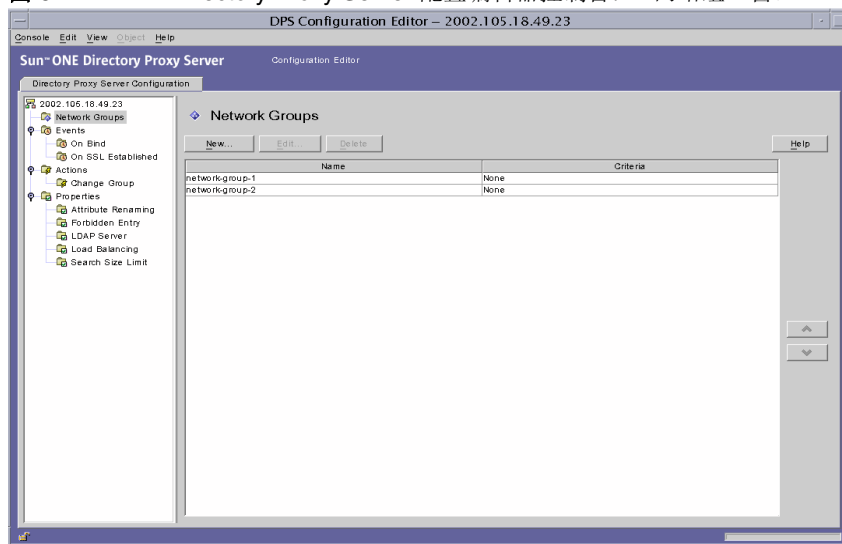 DPS Configuration Editor – 2002.105.18.49.23
Console Edit View Object Help
Sun™ ONE Directory Proxy Server Configuration Editor
Directory Proxy Server Configuration
2002.105.18.49.23
Network Groups
Events
On Bind
On SSL Established
Actions
Change Group
Properties
Attribute Renaming
Forbidden Entry
LDAP Server
Load Balancing
Search Size Limit
Network Groups
New... Edit... Delete Help
Name Criteria
network-group-1 None
network-group-2 None